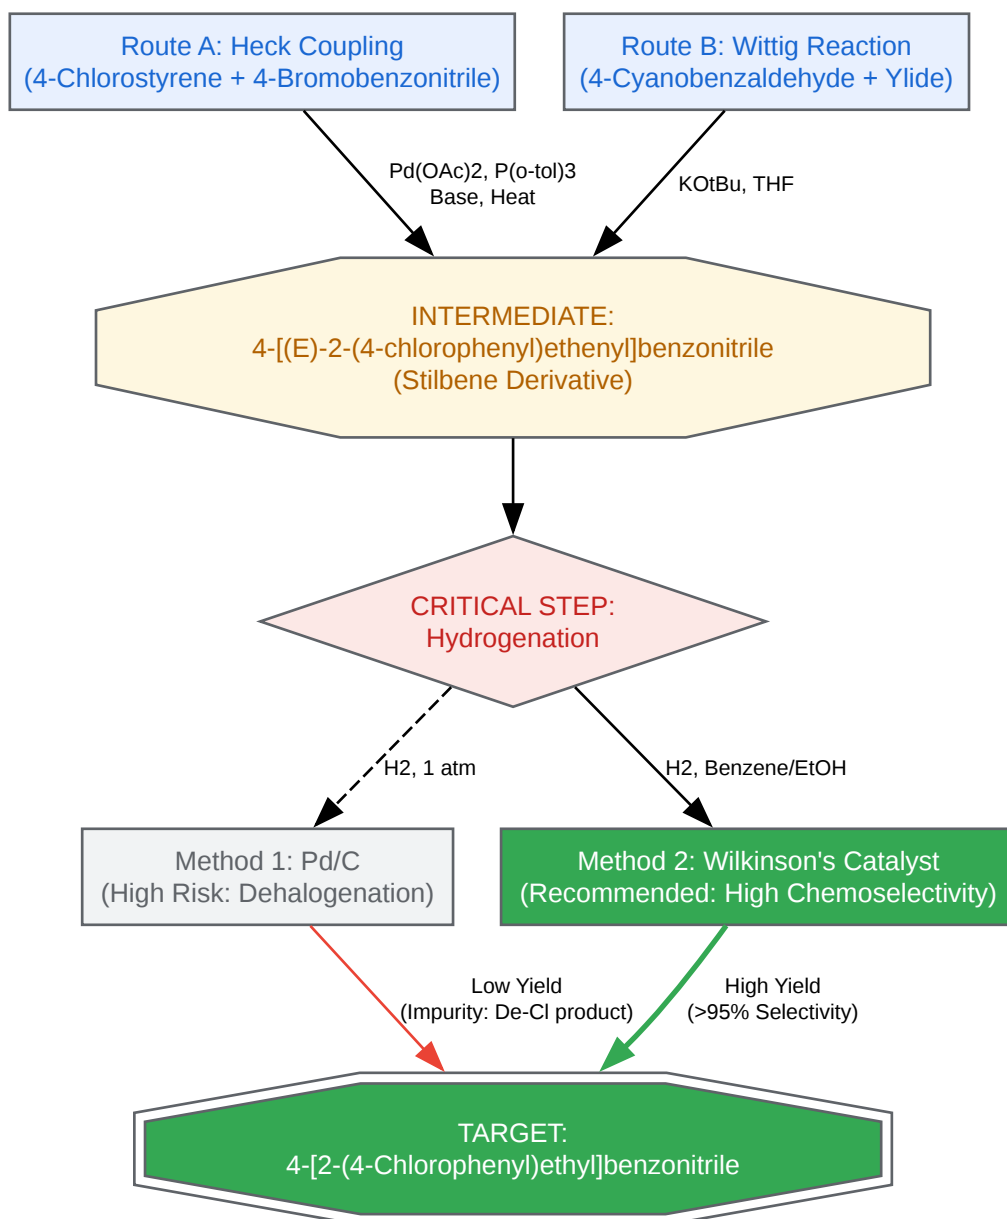 Route A: Heck Coupling
(4-Chlorostyrene + 4-Bromobenzonitrile)
Route B: Wittig Reaction
(4-Cyanobenzaldehyde + Ylide)
Pd(OAc)2, P(o-tol)3
Base, Heat
KOtBu, THF
INTERMEDIATE:
4-[(E)-2-(4-chlorophenyl)ethenyl]benzonitrile
(Stilbene Derivative)
CRITICAL STEP:
Hydrogenation
H2, 1 atm
H2, Benzene/EtOH
Method 1: Pd/C
(High Risk: Dehalogenation)
Method 2: Wilkinson's Catalyst
(Recommended: High Chemoselectivity)
Low Yield
(Impurity: De-Cl product)
High Yield
(>95% Selectivity)
TARGET:
4-[2-(4-Chlorophenyl)ethyl]benzonitrile